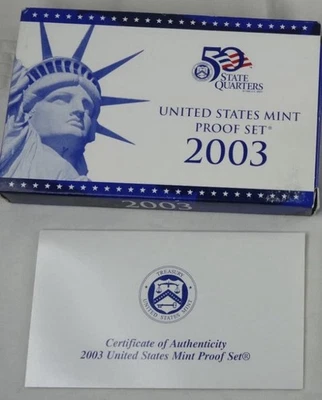 50
STATE
QUARTERS
UNITED STATES MINT
PROOF SET®
2003
2003
TREASURY
UNITED STATES MINT
Certificate of Authenticity
2003 United States Mint Proof Set®